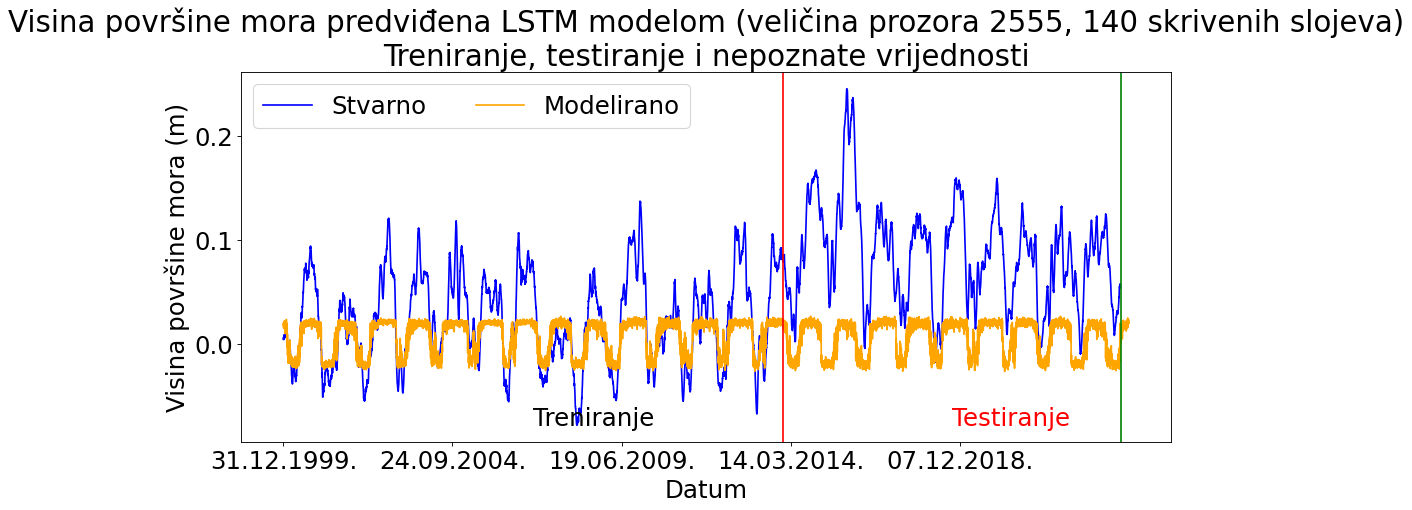 Visina površine mora predviđena LSTM modelom (veličina prozora 2555, 140 skrivenih slojeva)
Treniranje, testiranje i nepoznate vrijednosti
Stvarno
Modelirano
Visina površine mora (m)
0.2
0.1
0.0
Treniranje
Testiranje
31.12.1999.
24.09.2004.
19.06.2009.
14.03.2014.
07.12.2018.
Datum